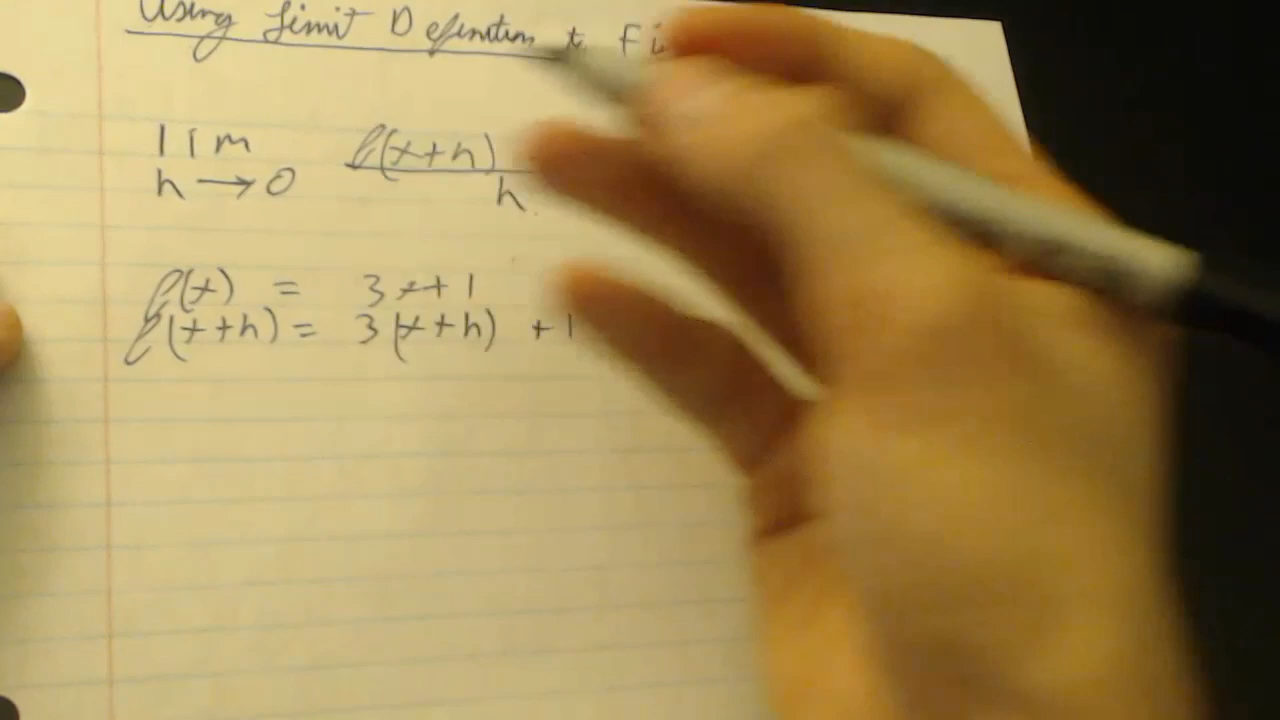 Using Limit Definition to Fi
lim f(x+h)
h→0 h
f(x) = 3x+1
f(x+h) = 3(x+h) +1